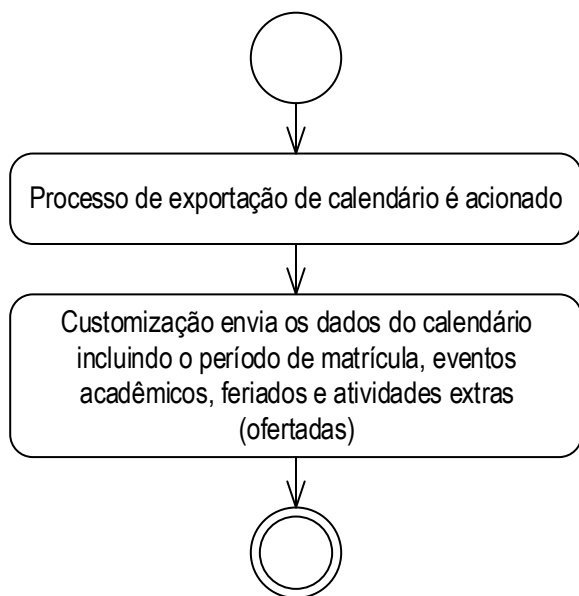 Processo de exportação de calendário é acionado
Customização envia os dados do calendário
incluindo o período de matrícula, eventos
acadêmicos, feriados e atividades extras
(ofertadas)